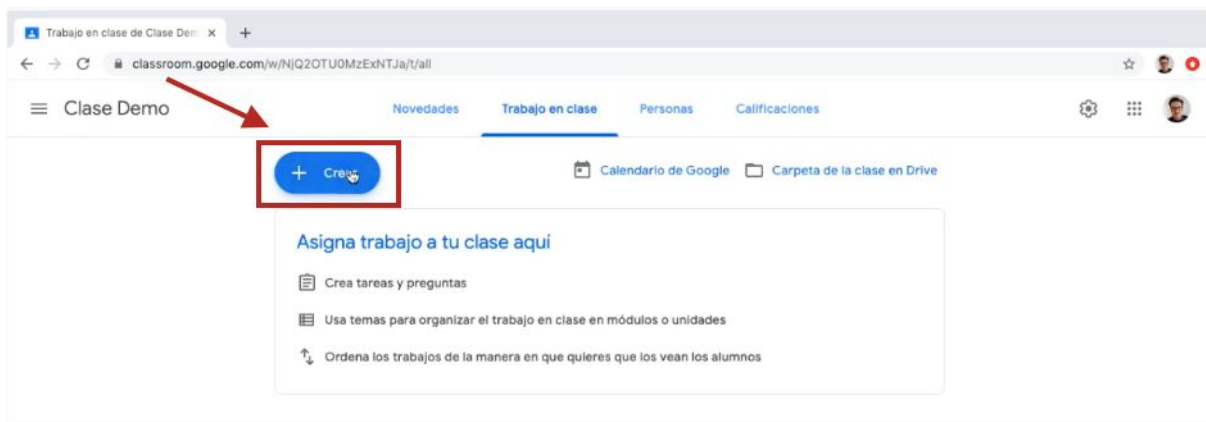 Trabajo en clase de Clase Dem
classroom.google.com/w/NjQ2OTU0MzExNTJa/t/all
Clase Demo
Novedades
Trabajo en clase
Personas
Calificaciones
Crear
Calendario de Google
Carpeta de la clase en Drive
Asigna trabajo a tu clase aquí
Crea tareas y preguntas
Usa temas para organizar el trabajo en clase en módulos o unidades
Ordena los trabajos de la manera en que quieres que los vean los alumnos